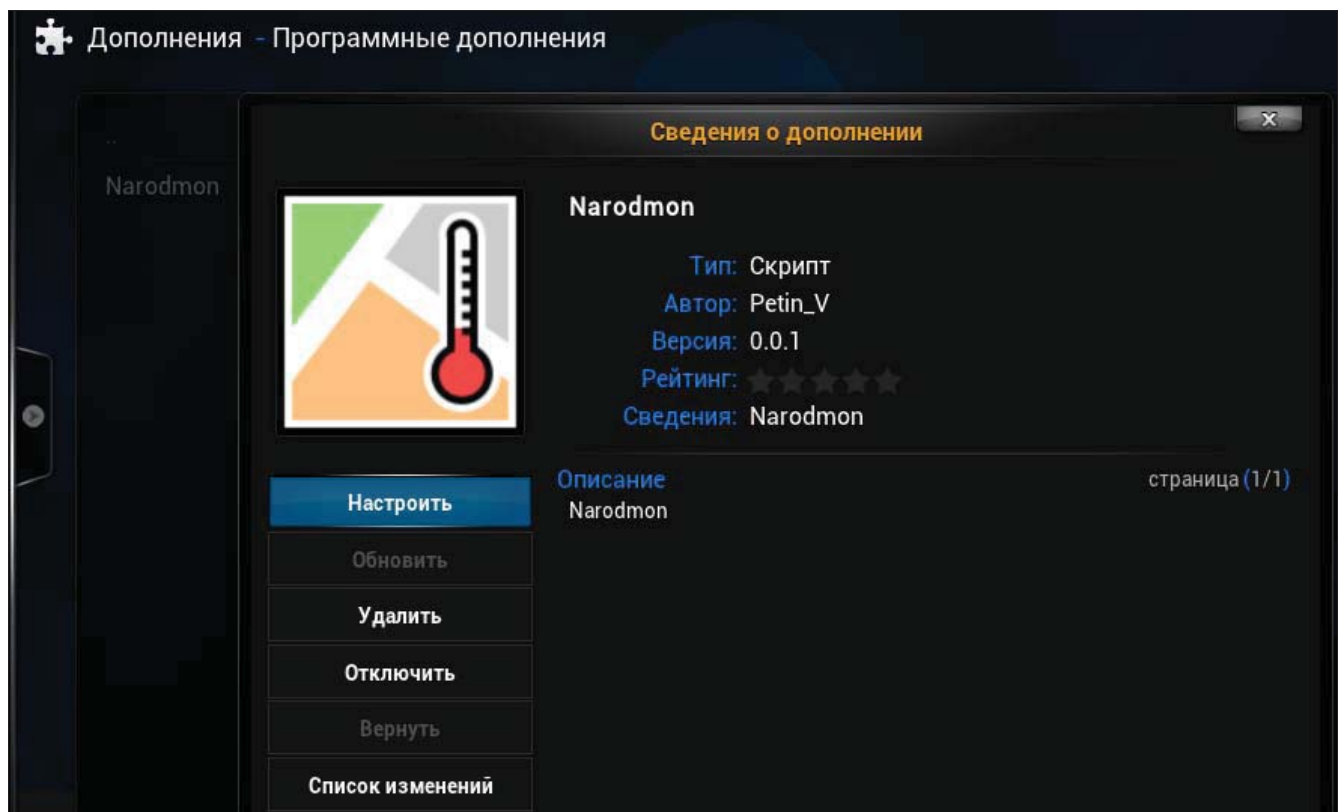 Дополнения - Программные дополнения
Сведения о дополнении
x
..
Narodmon
Narodmon
Тип: Скрипт
Автор: Petin_V
Версия: 0.0.1
Рейтинг:
Сведения: Narodmon
Описание
страница (1/1)
Narodmon
Настроить
Обновить
Удалить
Отключить
Вернуть
Список изменений